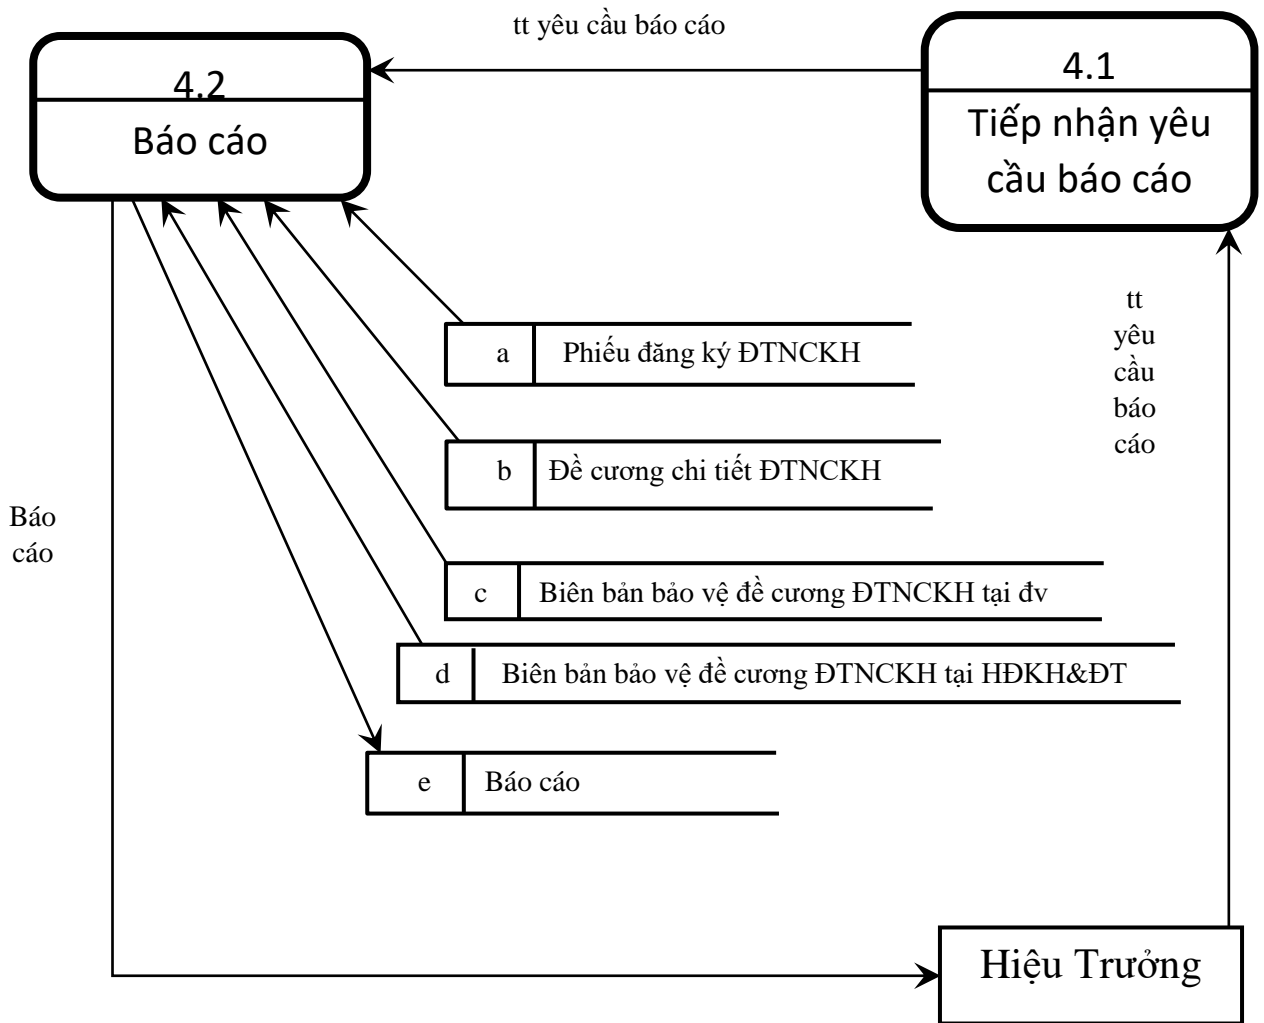 tt yêu cầu báo cáo
4.2
Báo cáo
4.1
Tiếp nhận yêu
cầu báo cáo
tt
yêu
cầu
báo
cáo
a Phiếu đăng ký ĐTNCKH
b Đề cương chi tiết ĐTNCKH
Báo
cáo
c Biên bản bảo vệ đề cương ĐTNCKH tại đv
d Biên bản bảo vệ đề cương ĐTNCKH tại HĐKH&ĐT
e Báo cáo
Hiệu Trưởng